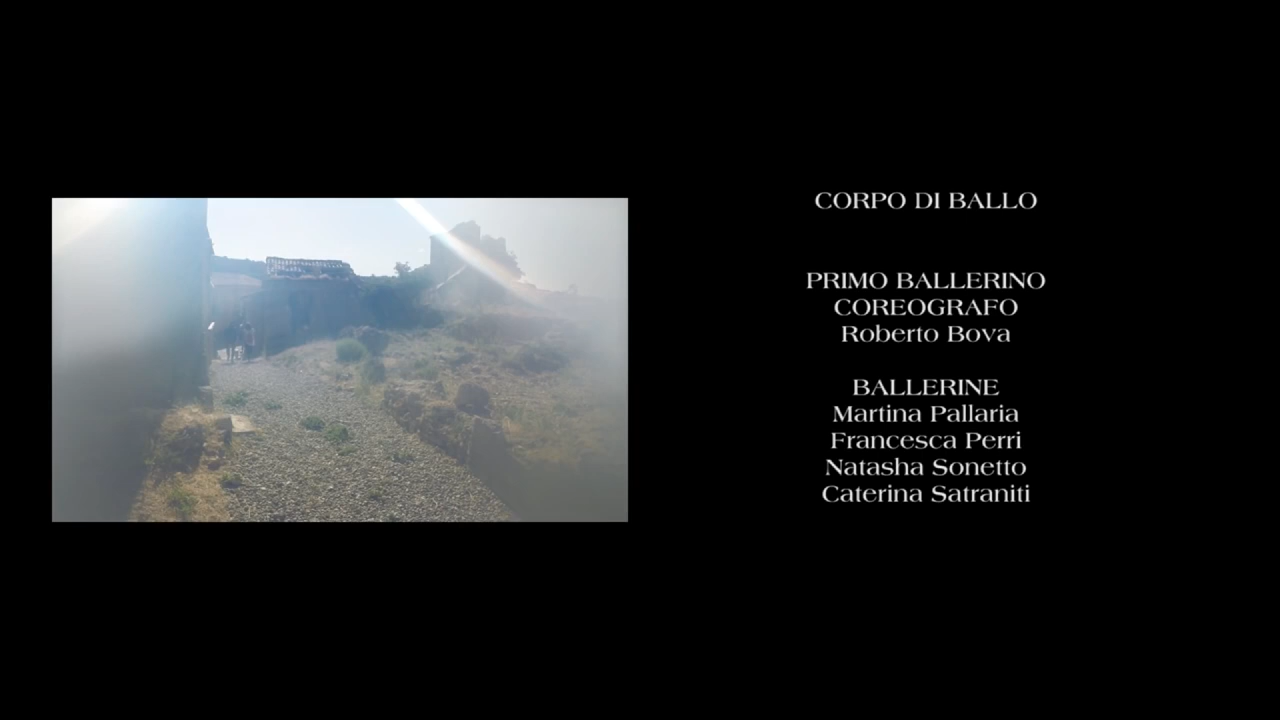 CORPO DI BALLO
PRIMO BALLERINO
COREOGRAFO
Roberto Bova
BALLERINE
Martina Pallaria
Francesca Perri
Natasha Sonetto
Caterina Satraniti